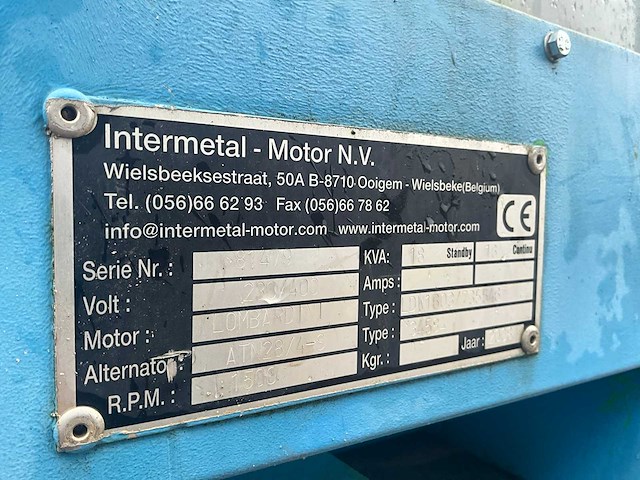 Intermetal - Motor N.V.
Wielsbeeksestraat, 50A B-8710 Ooigem - Wielsbeke(Belgium)
Tel. (056)66 62 93 Fax (056)66 78 62
info@intermetal-motor.com www.intermetal-motor.com
CE
Serie Nr. : KVA: Standby Continu
Volt : Amps :
Motor : LOMBARDI Type :
Alternator : Type :
R.P.M. : Kgr. : Jaar :